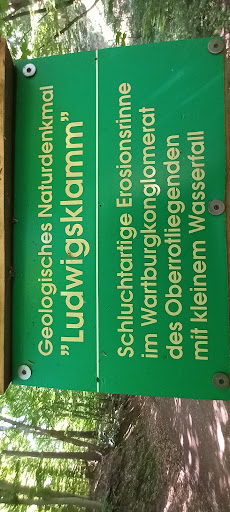 Geologisches Naturdenkmal
"Ludwigsklamm"
Schluchtartige Erosionsrinne
im Wartburgkonglomerat
des Oberrotliegenden
mit kleinem Wasserfall